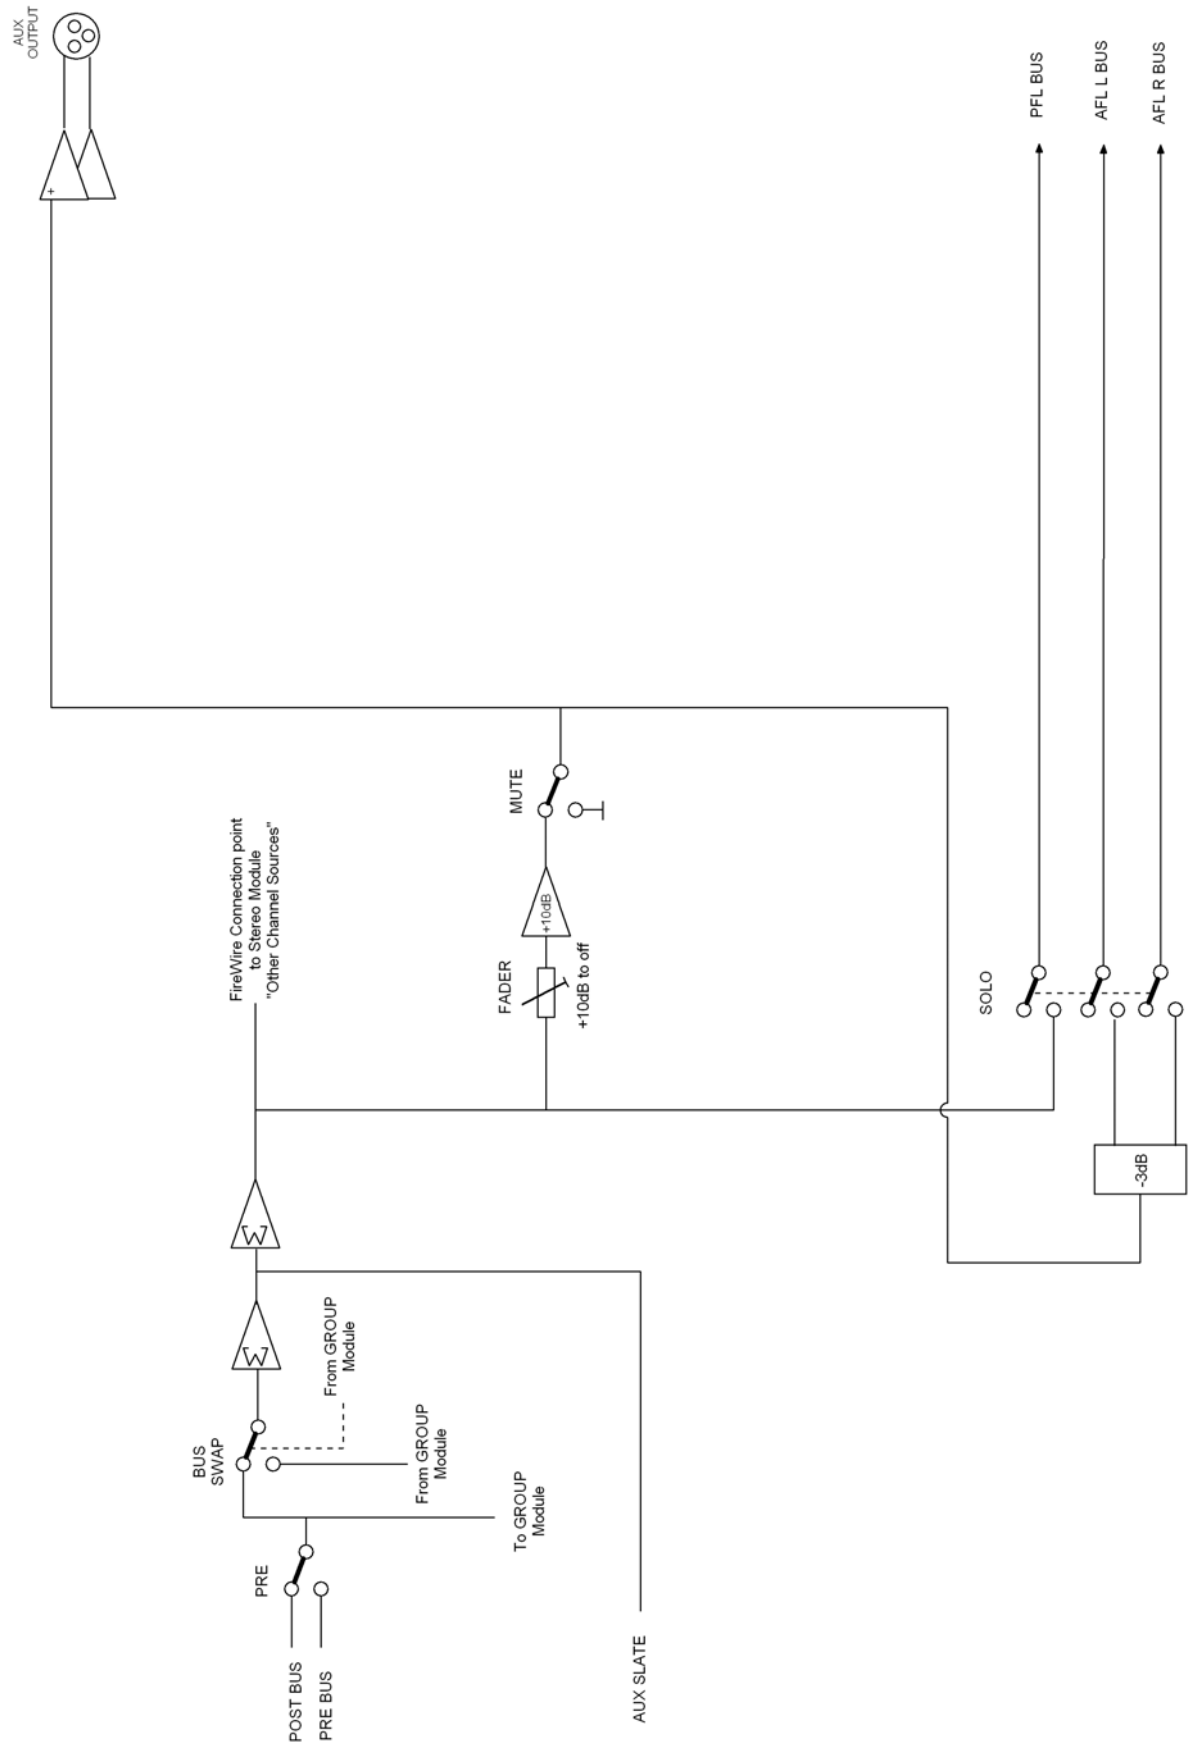 AUX
OUTPUT
+
PFL BUS
AFL L BUS
AFL R BUS
FireWire Connection point
to Stereo Module
"Other Channel Sources"
MUTE
+10dB
FADER
+10dB to off
SOLO
-3dB
Σ
Σ
BUS
SWAP
From GROUP
Module
From GROUP
Module
To GROUP
Module
PRE
POST BUS
PRE BUS
AUX SLATE